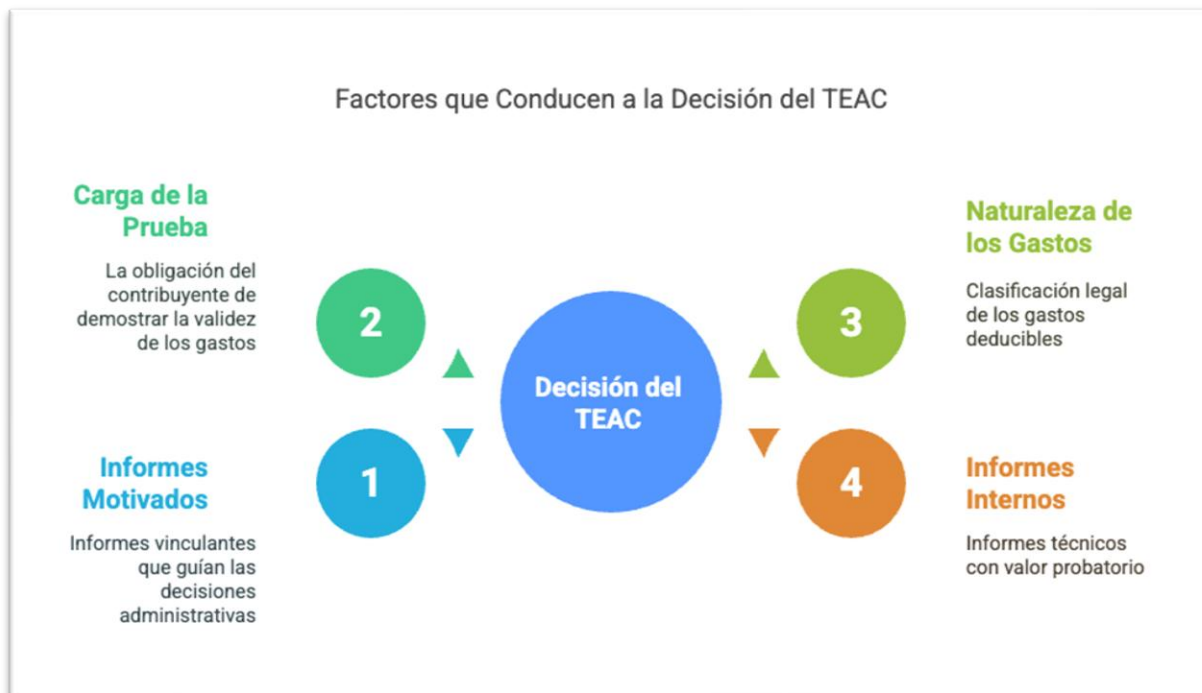 Factores que Conducen a la Decisión del TEAC
Carga de la
Prueba
La obligación del
contribuyente de
demostrar la validez
de los gastos
2
Naturaleza de
los Gastos
Clasificación legal
de los gastos
deducibles
3
Decisión del
TEAC
Informes
Motivados
Informes vinculantes
que guían las
decisiones
administrativas
1
Informes
Internos
Informes técnicos
con valor probatorio
4